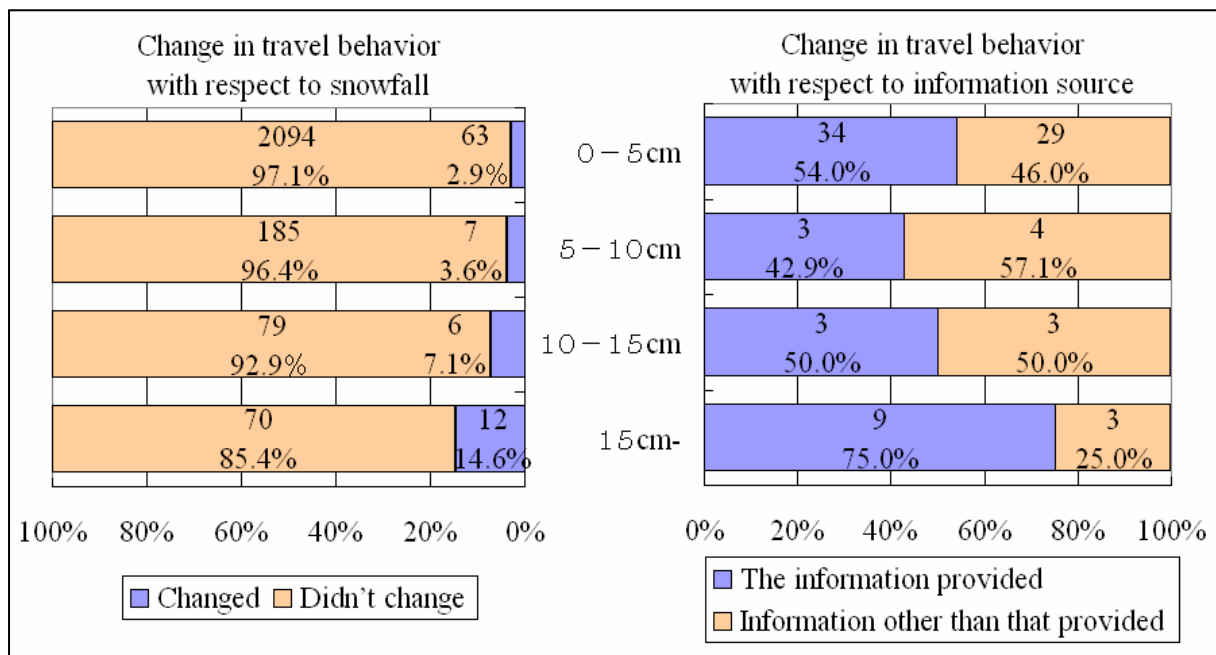 Change in travel behavior
with respect to snowfall
2094 63
97.1% 2.9%
185 7
96.4% 3.6%
79 6
92.9% 7.1%
70 12
85.4% 14.6%
100% 80% 60% 40% 20% 0%
Changed Didn't change
0-5cm
5-10cm
10-15cm
15cm-
Change in travel behavior
with respect to information source
34 29
54.0% 46.0%
3 4
42.9% 57.1%
3 3
50.0% 50.0%
9 3
75.0% 25.0%
0% 20% 40% 60% 80% 100%
The information provided
Information other than that provided